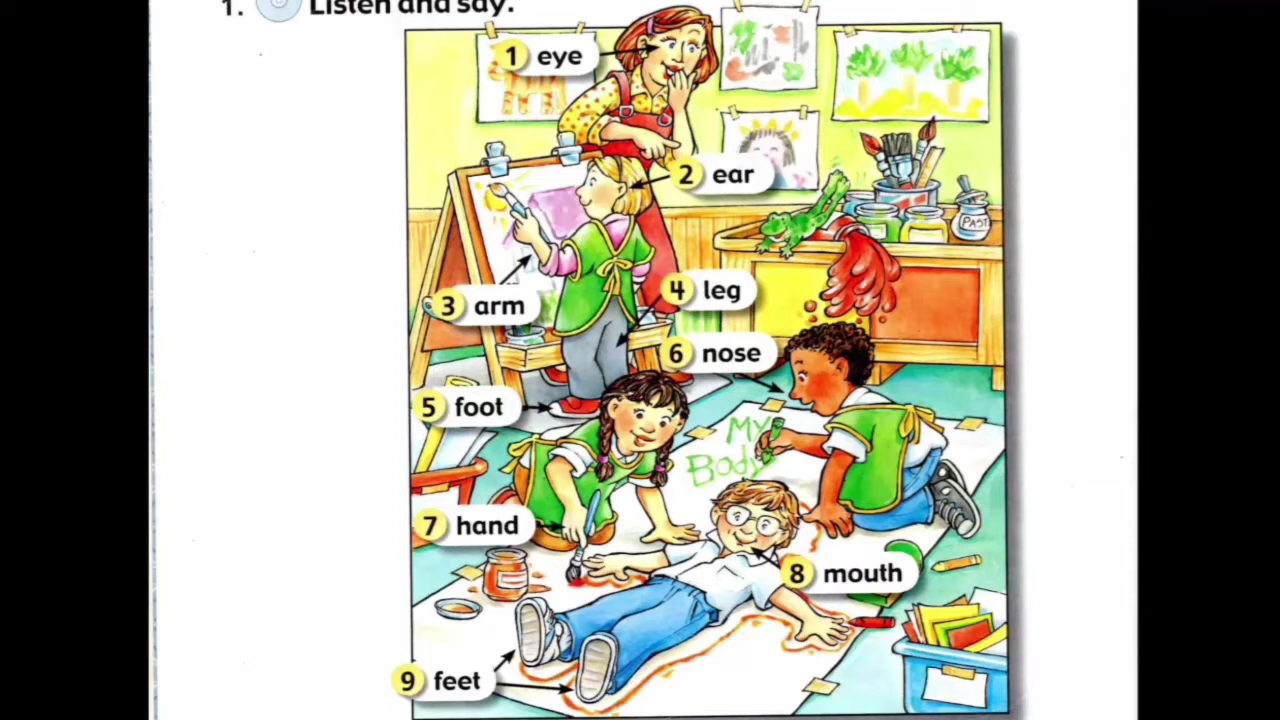 1. Listen and say.
1 eye
2 ear
3 arm
4 leg
5 foot
6 nose
7 hand
8 mouth
9 feet
My
Body
PAST